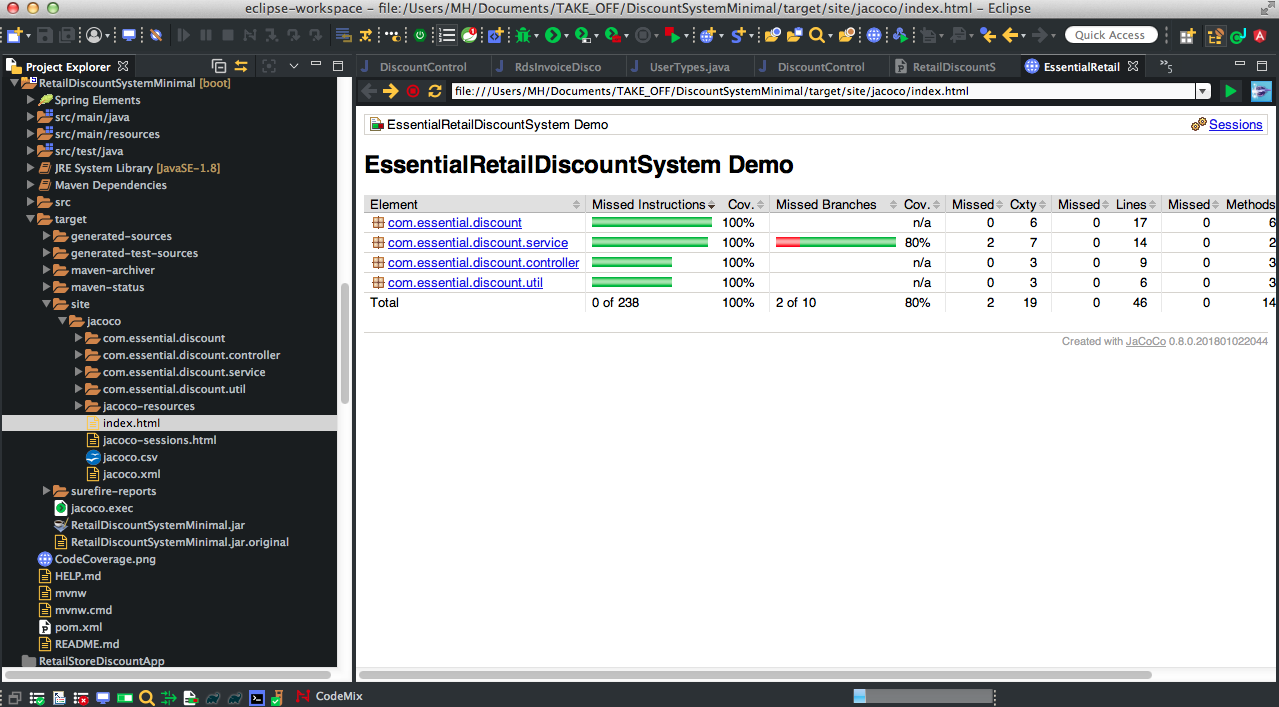 eclipse-workspace - file:/Users/MH/Documents/TAKE_OFF/DiscountSystemMinimal/target/site/jacoco/index.html - Eclipse
Quick Access
Project Explorer
DiscountControl
RdsInvoiceDisco
UserTypes.java
DiscountControl
RetailDiscountS
EssentialRetail
»5
file:///Users/MH/Documents/TAKE_OFF/DiscountSystemMinimal/target/site/jacoco/index.html
RetailDiscountSystemMinimal [boot]
Spring Elements
src/main/java
src/main/resources
src/test/java
JRE System Library [JavaSE-1.8]
Maven Dependencies
src
target
generated-sources
generated-test-sources
maven-archiver
maven-status
site
jacoco
com.essential.discount
com.essential.discount.controller
com.essential.discount.service
com.essential.discount.util
jacoco-resources
index.html
jacoco-sessions.html
jacoco.csv
jacoco.xml
surefire-reports
jacoco.exec
RetailDiscountSystemMinimal.jar
RetailDiscountSystemMinimal.jar.original
CodeCoverage.png
HELP.md
mvnw
mvnw.cmd
pom.xml
README.md
RetailStoreDiscountApp
EssentialRetailDiscountSystem Demo Sessions
EssentialRetailDiscountSystem Demo
Element Missed Instructions Cov. Missed Branches Cov. Missed Cxty Missed Lines Missed Methods
com.essential.discount 100% n/a 0 6 0 17 0 6
com.essential.discount.service 100% 80% 2 7 0 14 0 2
com.essential.discount.controller 100% n/a 0 3 0 9 0 3
com.essential.discount.util 100% n/a 0 3 0 6 0 3
Total 0 of 238 100% 2 of 10 80% 2 19 0 46 0 14
Created with JaCoCo 0.8.0.201801022044
CodeMix